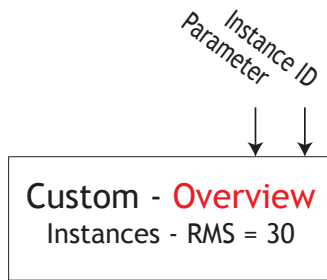 Instance ID
Parameter
Custom - Overview
Instances - RMS = 30